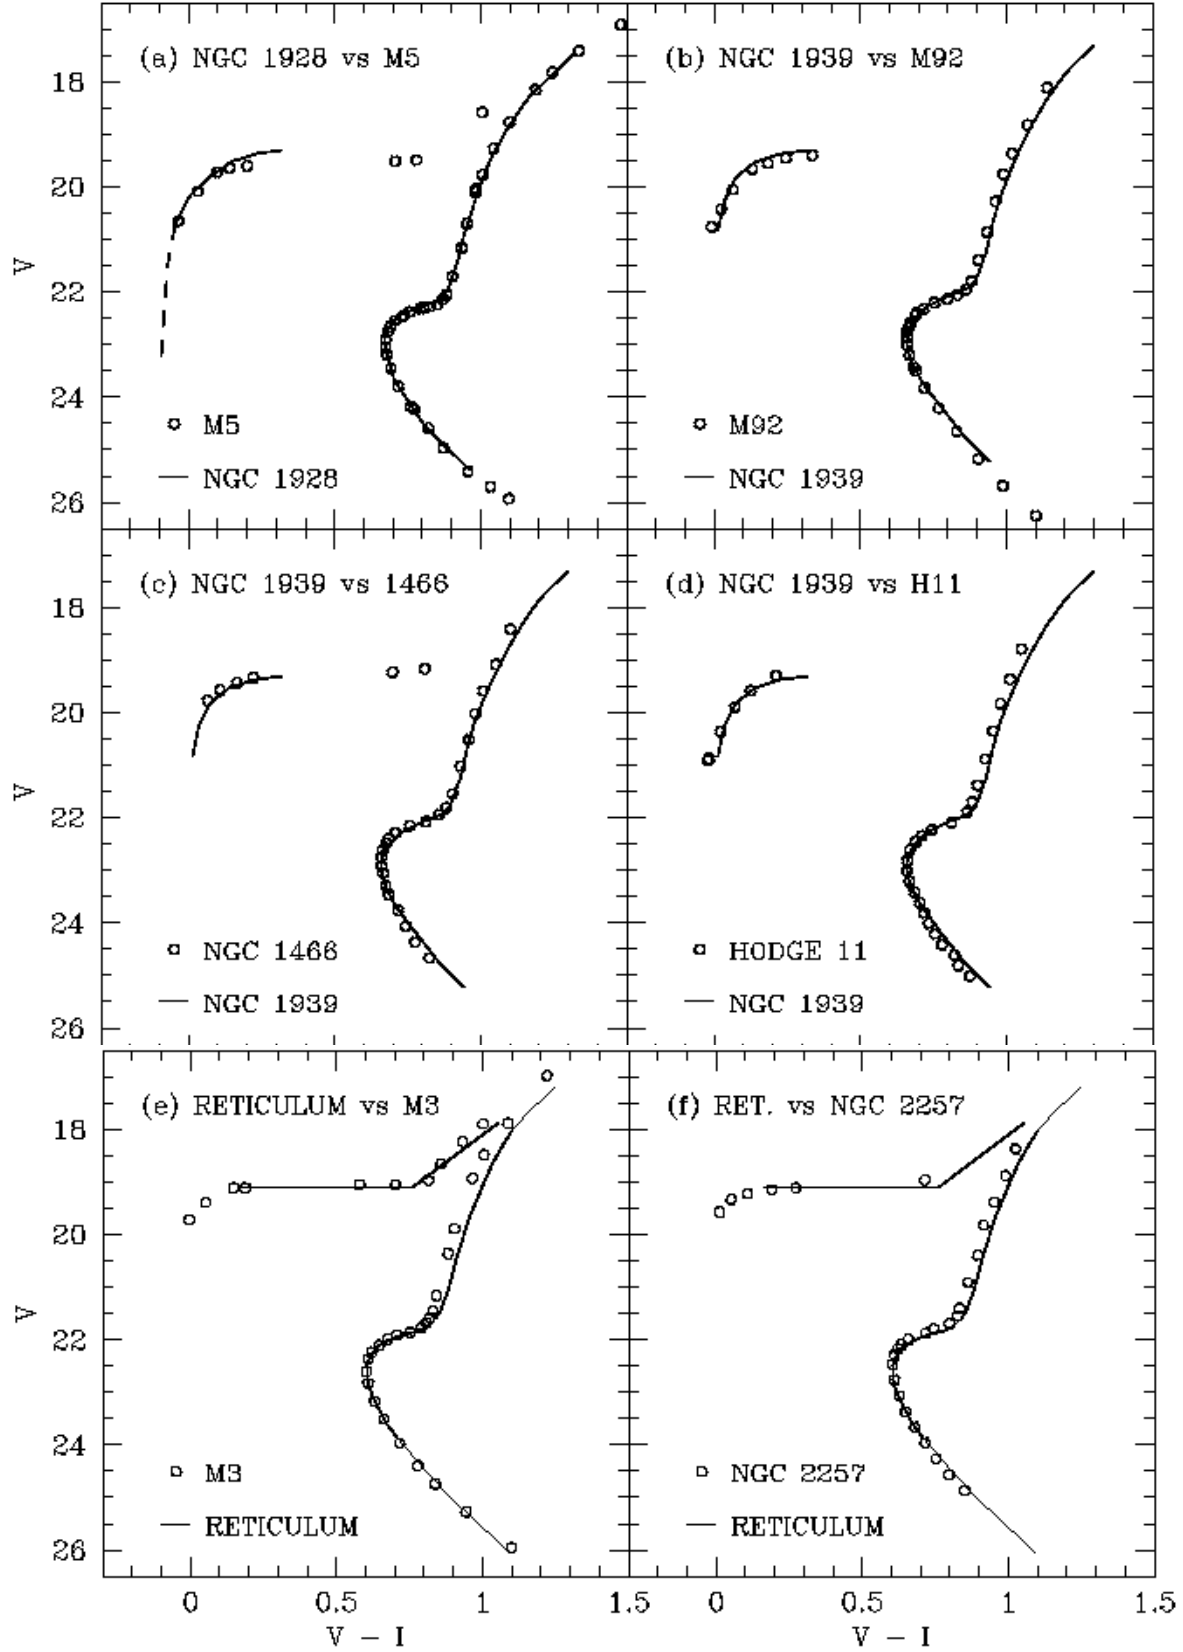 (a) NGC 1928 vs M5
(b) NGC 1939 vs M92
18
20
V
22
24
26
M5
NGC 1928
M92
NGC 1939
(c) NGC 1939 vs 1466
(d) NGC 1939 vs H11
18
20
V
22
24
26
NGC 1466
NGC 1939
HODGE 11
NGC 1939
(e) RETICULUM vs M3
(f) RET. vs NGC 2257
18
20
V
22
24
26
M3
RETICULUM
NGC 2257
RETICULUM
0 0.5 1 1.5 0 0.5 1 1.5
V - I V - I